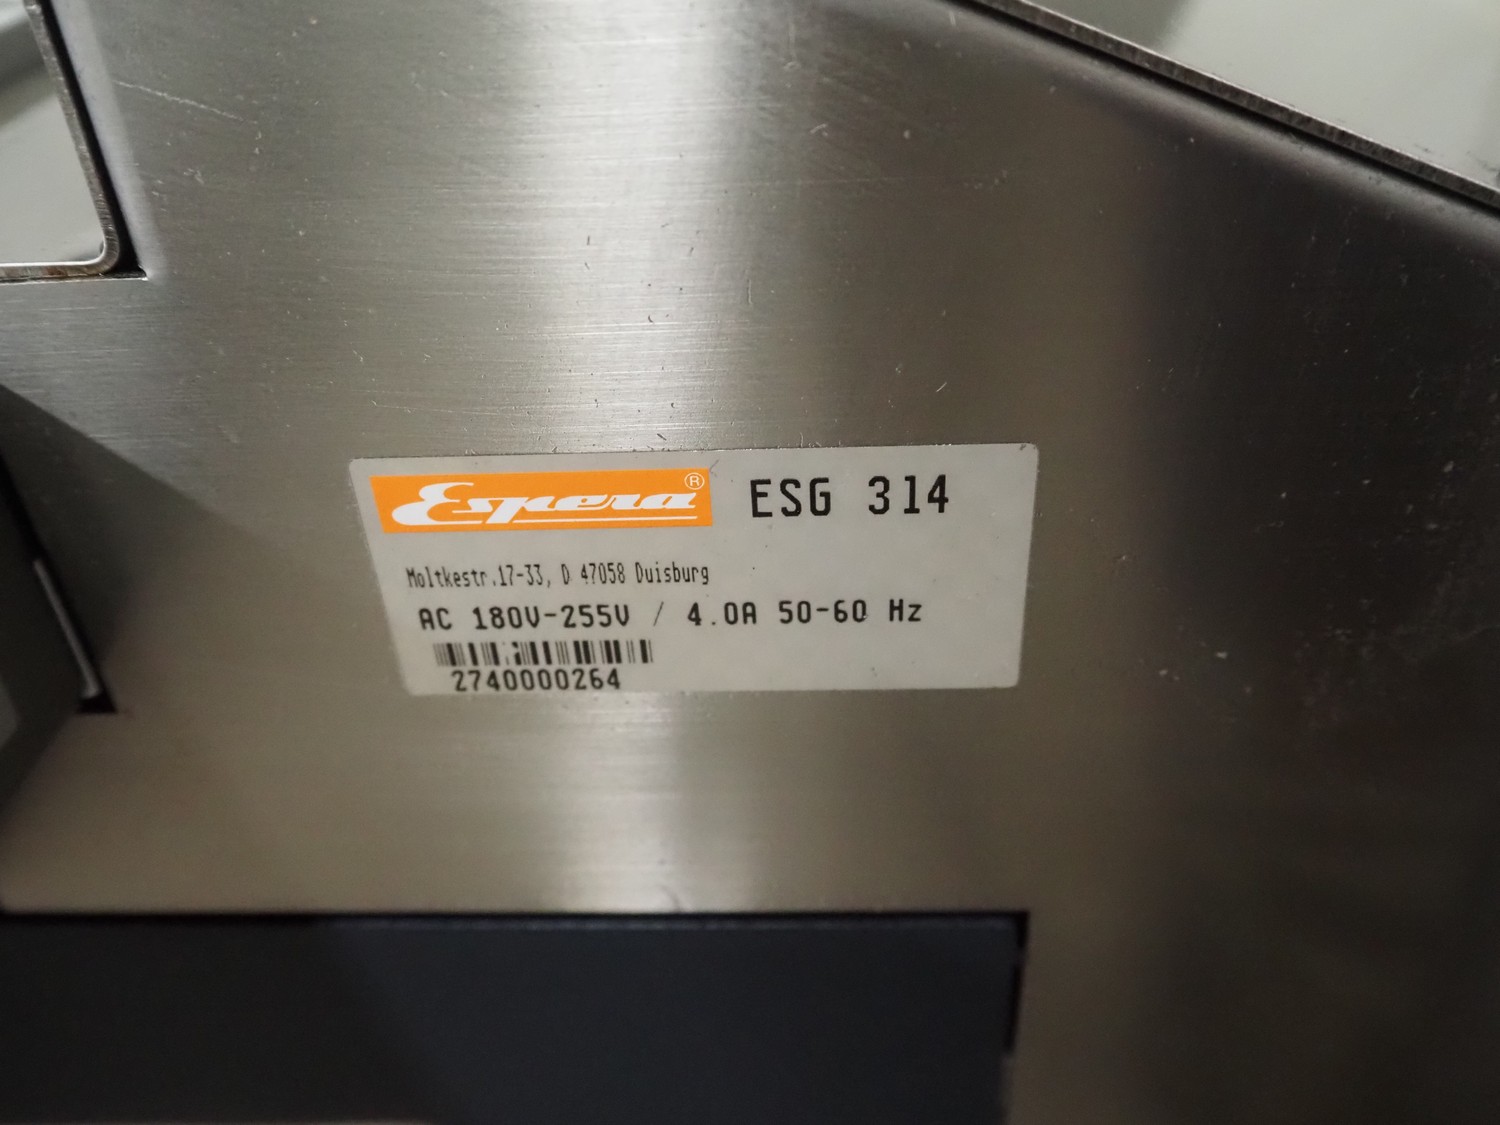 Espera® ESG 314
Moltkestr.17-33, D 47058 Duisburg
AC 180V-255V / 4.0A 50-60 Hz
2740000264